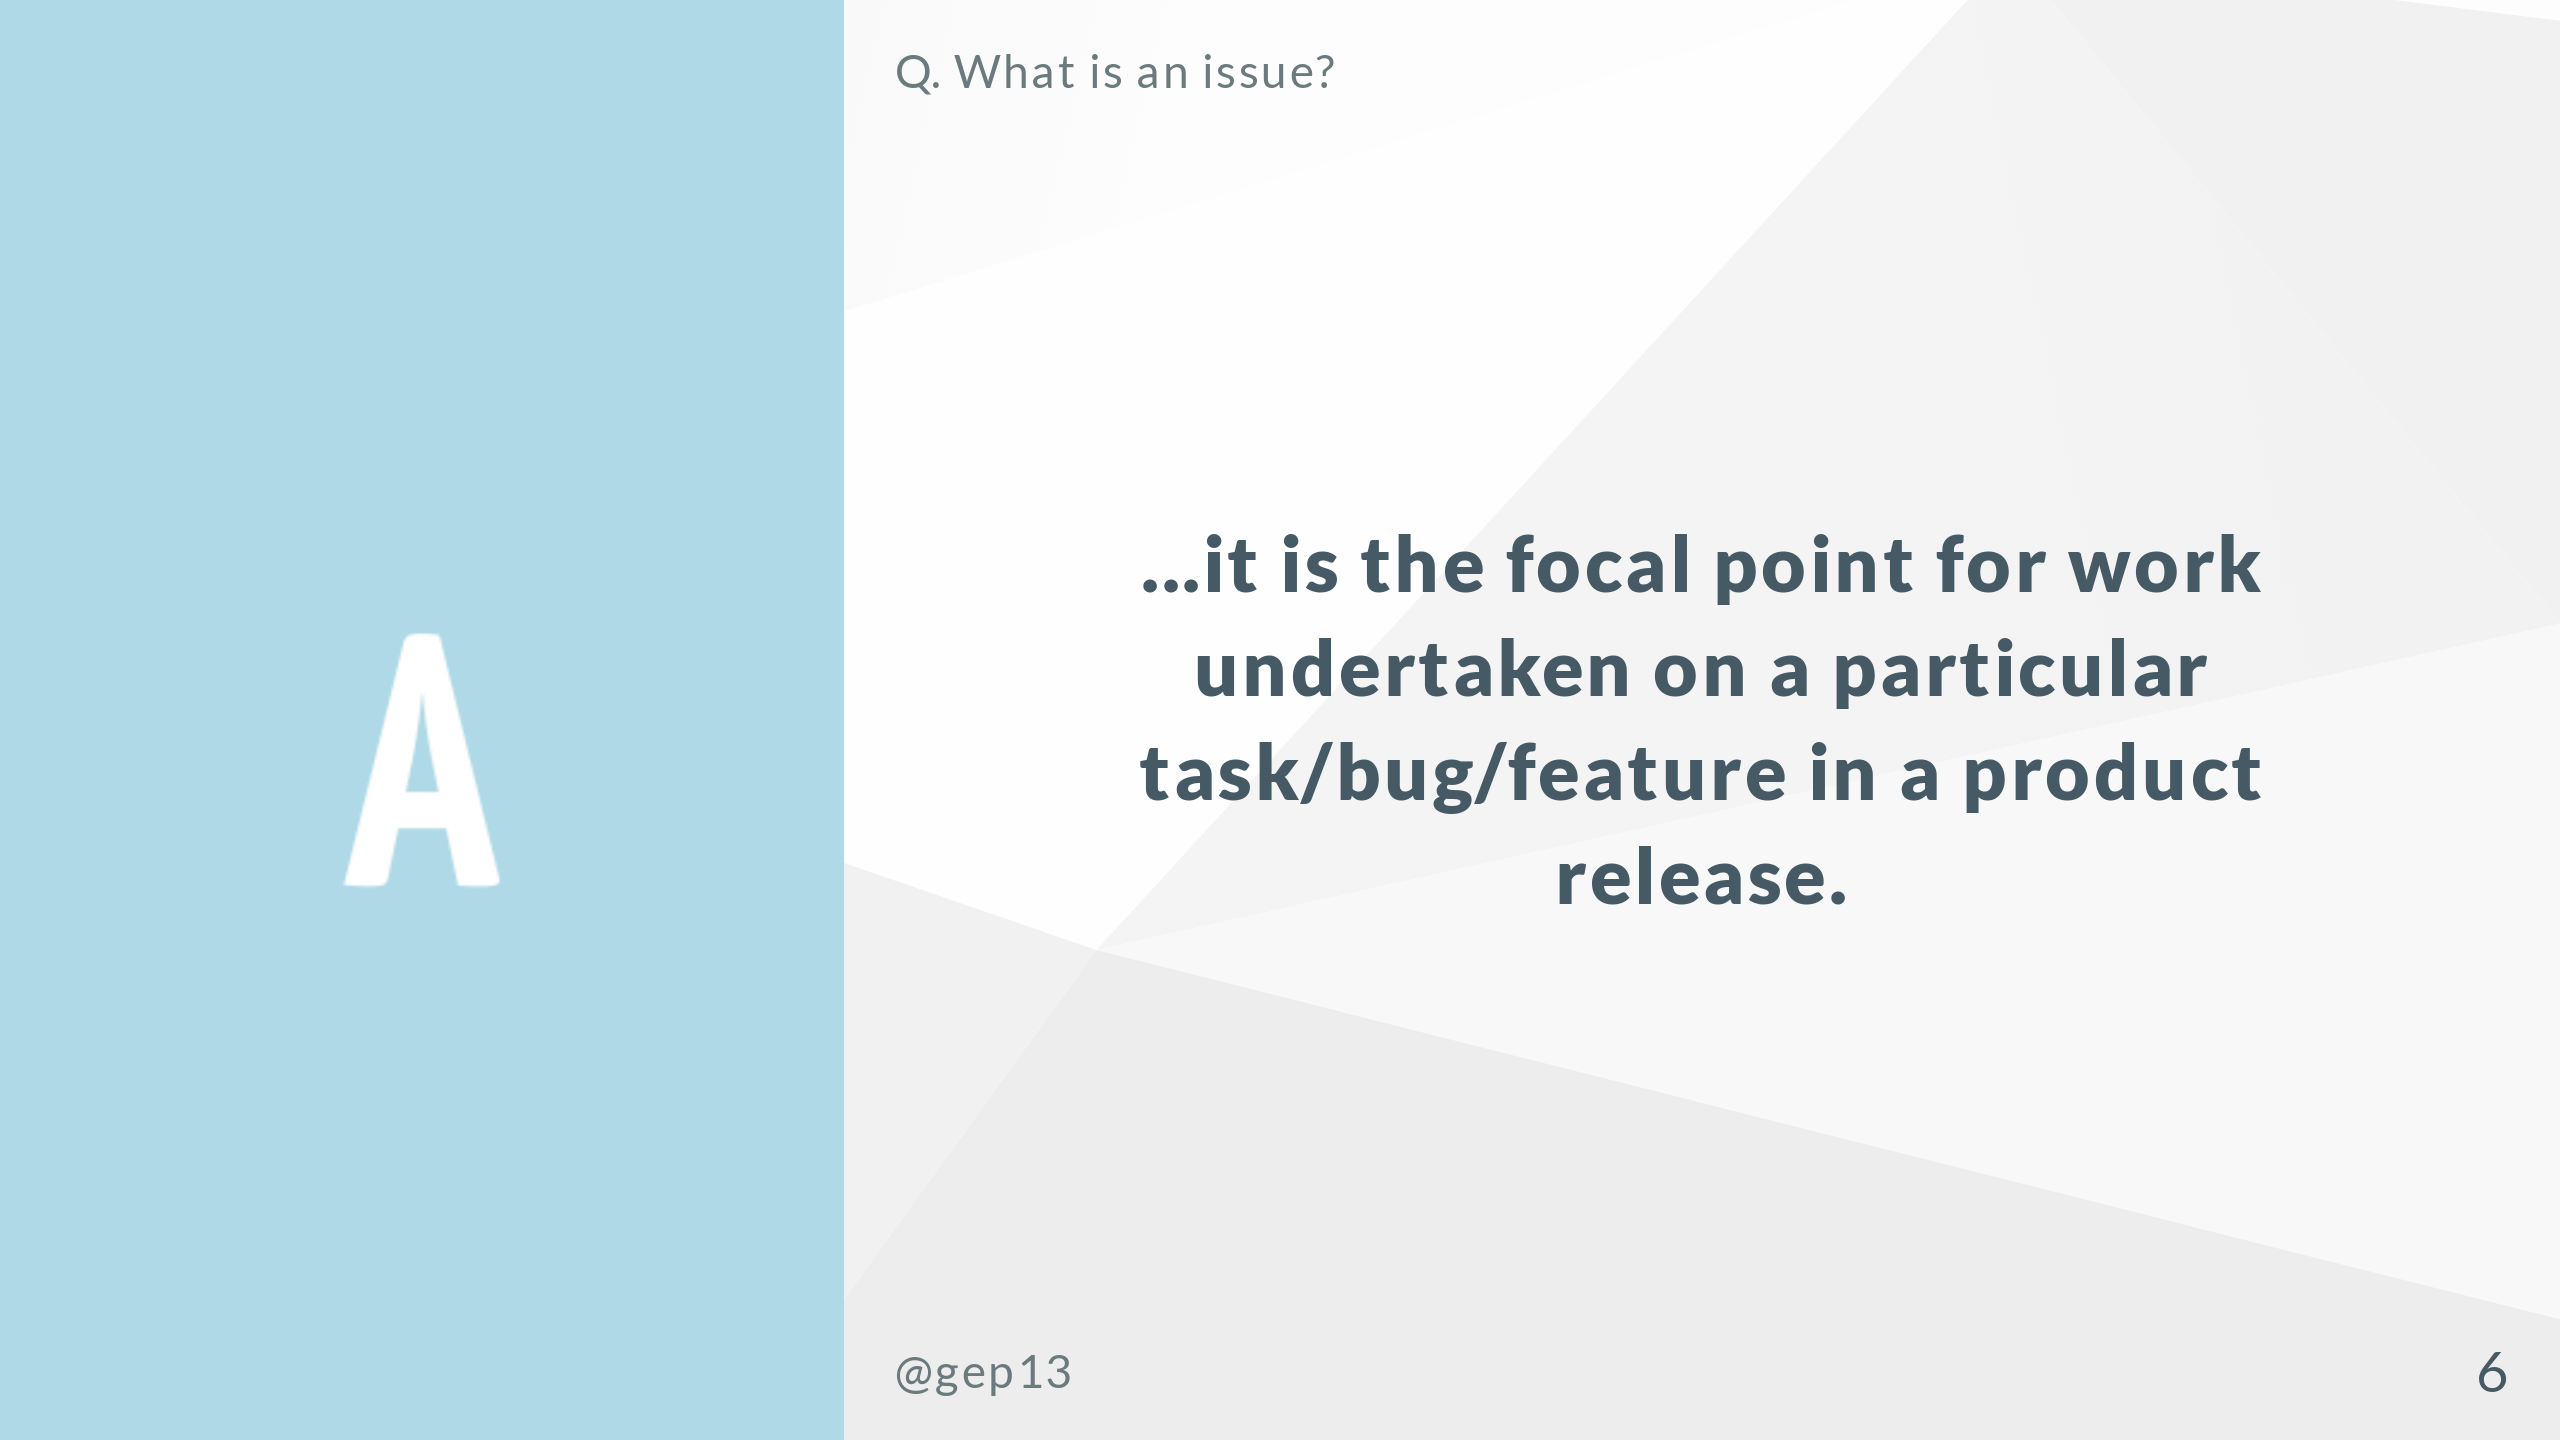 Q. What is an issue?
A
...it is the focal point for work
undertaken on a particular
task/bug/feature in a product
release.
@gep13
6